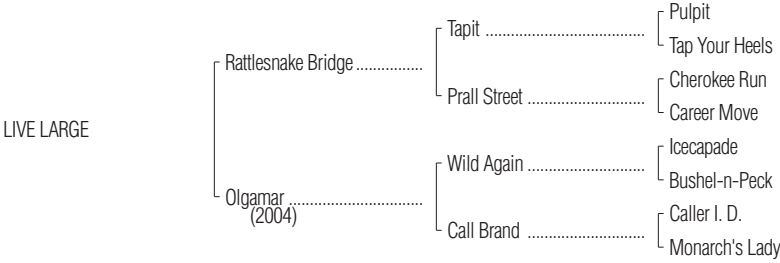 Pulpit
Tapit ................................................
Tap Your Heels
Rattlesnake Bridge ................
Cherokee Run
Prall Street ...................................
Career Move
LIVE LARGE
Icecapade
Wild Again ...................................
Bushel-n-Peck
Olgamar ........................................
(2004)
Caller I. D.
Call Brand ...................................
Monarch's Lady